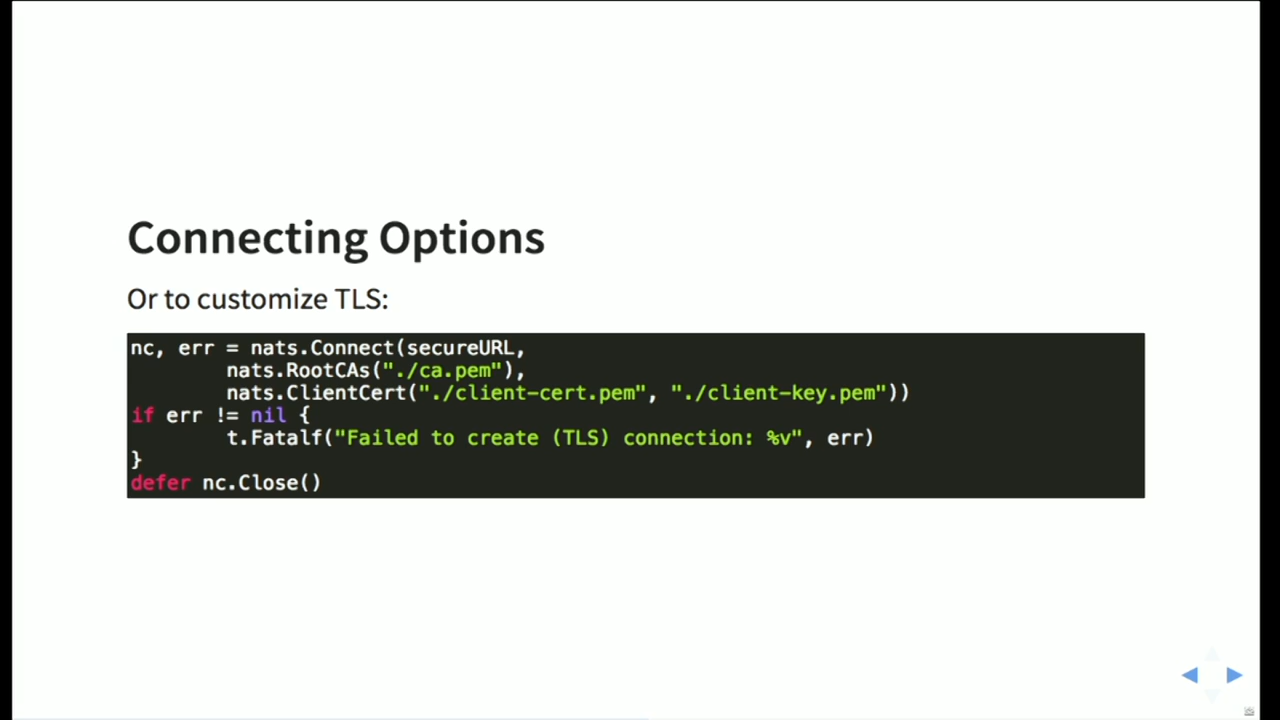 Connecting Options
Or to customize TLS:
nc, err = nats.Connect(secureURL,
        nats.RootCAs("./ca.pem"),
        nats.ClientCert("./client-cert.pem", "./client-key.pem"))
if err != nil {
        t.Fatalf("Failed to create (TLS) connection: %v", err)
}
defer nc.Close()